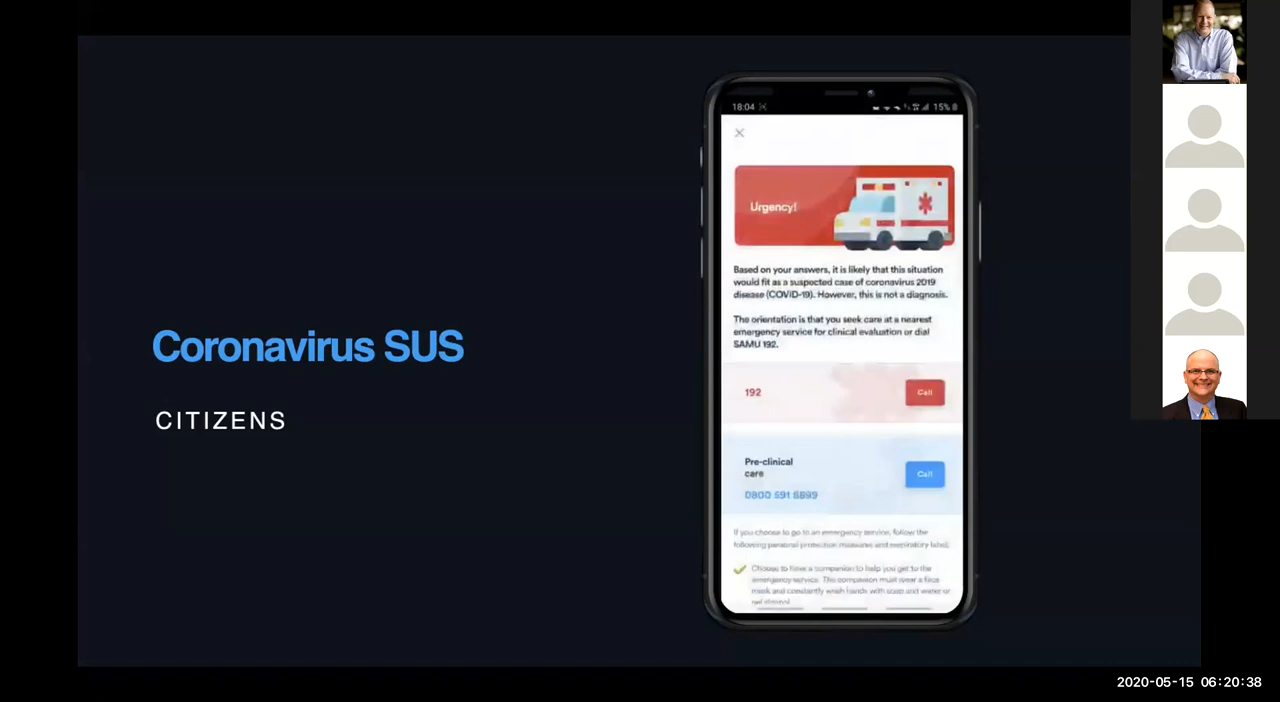 Coronavirus SUS
CITIZENS
18:04
15%
Urgency!
Based on your answers, it is likely that this situation
would fit as a suspected case of coronavirus 2019
disease (COVID-19). However, this is not a diagnosis.
The orientation is that you seek care at a nearest
emergency service for clinical evaluation or dial
SAMU 192.
192
Call
Pre-clinical
care
Call
0800 591 6899
If you choose to go to an emergency service, follow the
following personal protection measures and respiratory label:
Choose to have a companion to help you get to the
emergency service. This companion must wear a face
mask and constantly wash hands with soap and water or
gel alcohol
2020-05-15 06:20:38